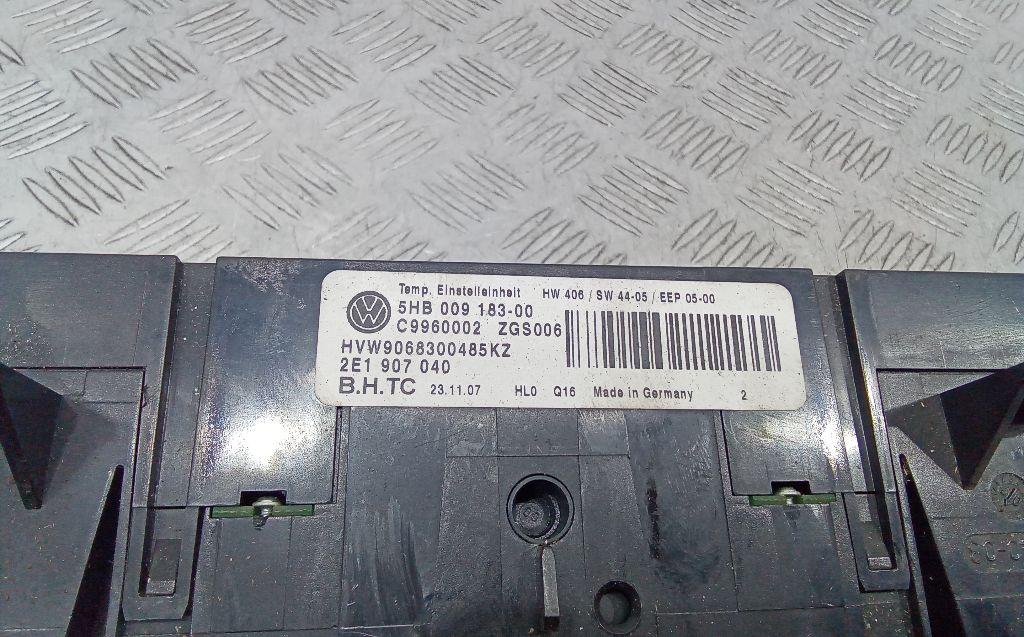 Temp. Einstelleinheit HW 406 / SW 44-05 / EEP 05-00
5HB 009 183-00
C9960002 ZGS006
HVW9068300485KZ
2E1 907 040
B.H.TC 23.11.07 HL0 Q16 Made in Germany 2